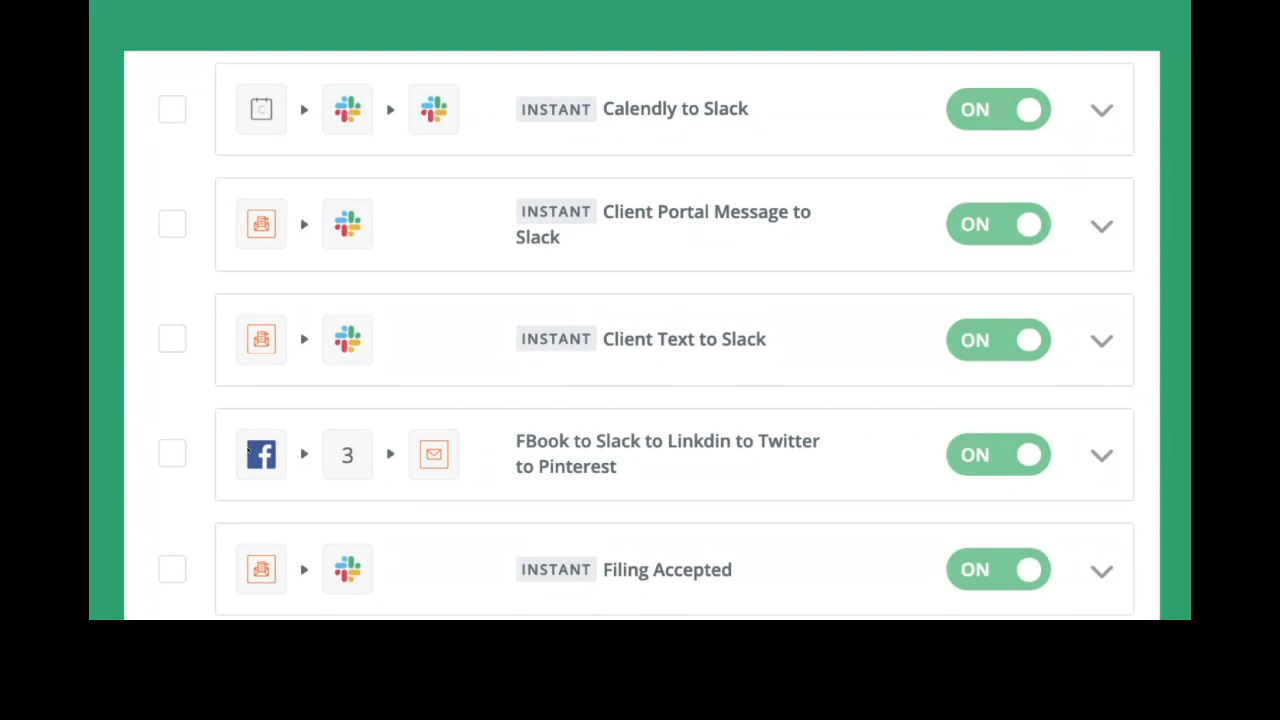 INSTANT Calendly to Slack
ON
INSTANT Client Portal Message to
Slack
ON
INSTANT Client Text to Slack
ON
3
FBook to Slack to Linkdin to Twitter
to Pinterest
ON
INSTANT Filing Accepted
ON